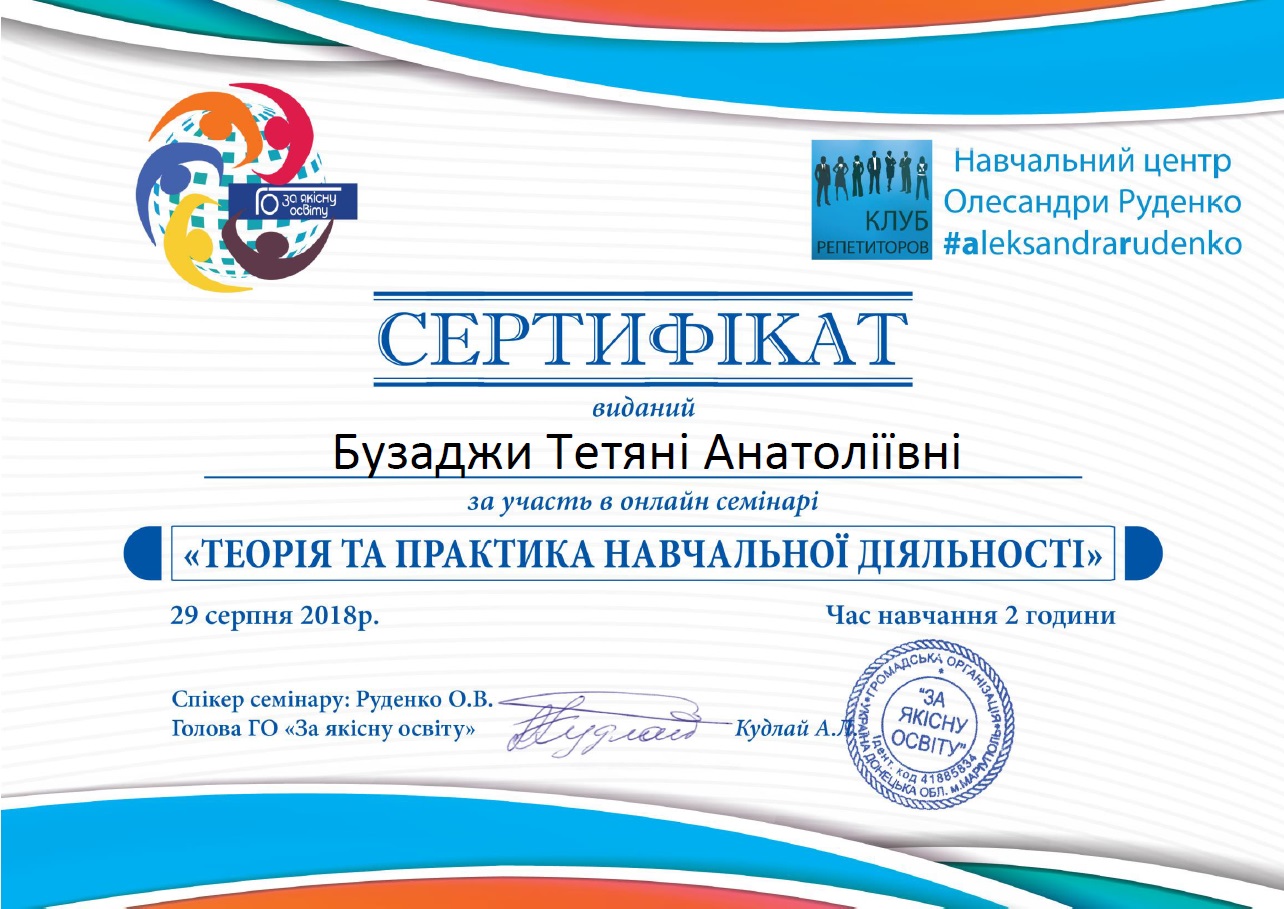 ГО за якісну
освіту
КЛУБ
РЕПЕТИТОРОВ
Навчальний центр
Олесандри Руденко
#aleksandrarudenko
СЕРТИФІКАТ
виданий
Бузаджи Тетяні Анатоліївні
за участь в онлайн семінарі
«ТЕОРІЯ ТА ПРАКТИКА НАВЧАЛЬНОЇ ДІЯЛЬНОСТІ»
29 серпня 2018р.
Час навчання 2 години
Спікер семінару: Руденко О.В.
Голова ГО «За якісну освіту»
Кудлай А.Л.
ГРОМАДСЬКА ОРГАНІЗАЦІЯ
"ЗА
ЯКІСНУ
ОСВІТУ"
Ідент. код 41885834
УКРАЇНА ДОНЕЦЬКА ОБЛ. м.МАРІУПОЛЬ